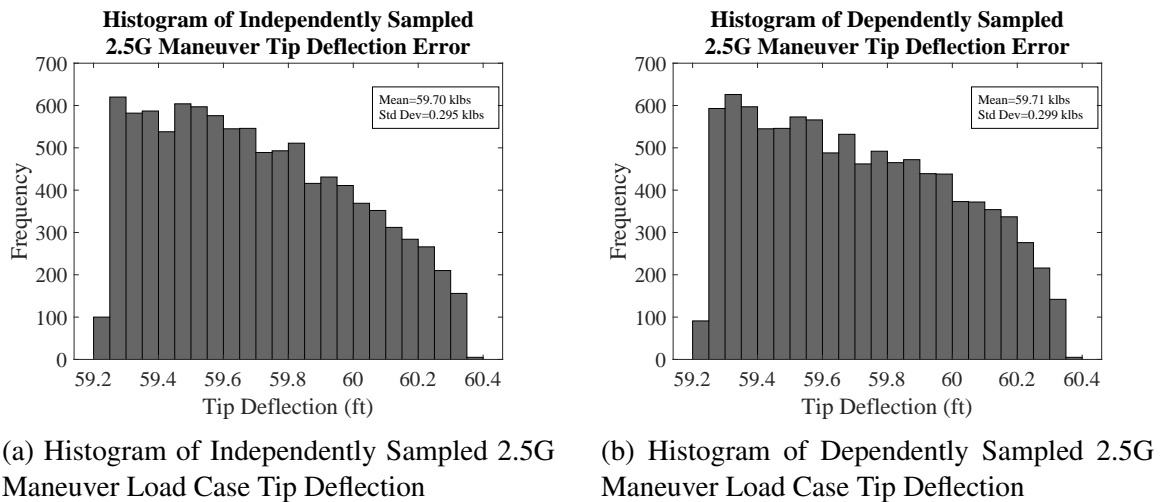 Histogram of Independently Sampled
2.5G Maneuver Tip Deflection Error
700
600
500
400
300
200
100
0
Frequency
Mean=59.70 klbs
Std Dev=0.295 klbs
59.2 59.4 59.6 59.8 60 60.2 60.4
Tip Deflection (ft)
(a) Histogram of Independently Sampled 2.5G
Maneuver Load Case Tip Deflection
Histogram of Dependently Sampled
2.5G Maneuver Tip Deflection Error
700
600
500
400
300
200
100
0
Frequency
Mean=59.71 klbs
Std Dev=0.299 klbs
59.2 59.4 59.6 59.8 60 60.2 60.4
Tip Deflection (ft)
(b) Histogram of Dependently Sampled 2.5G
Maneuver Load Case Tip Deflection